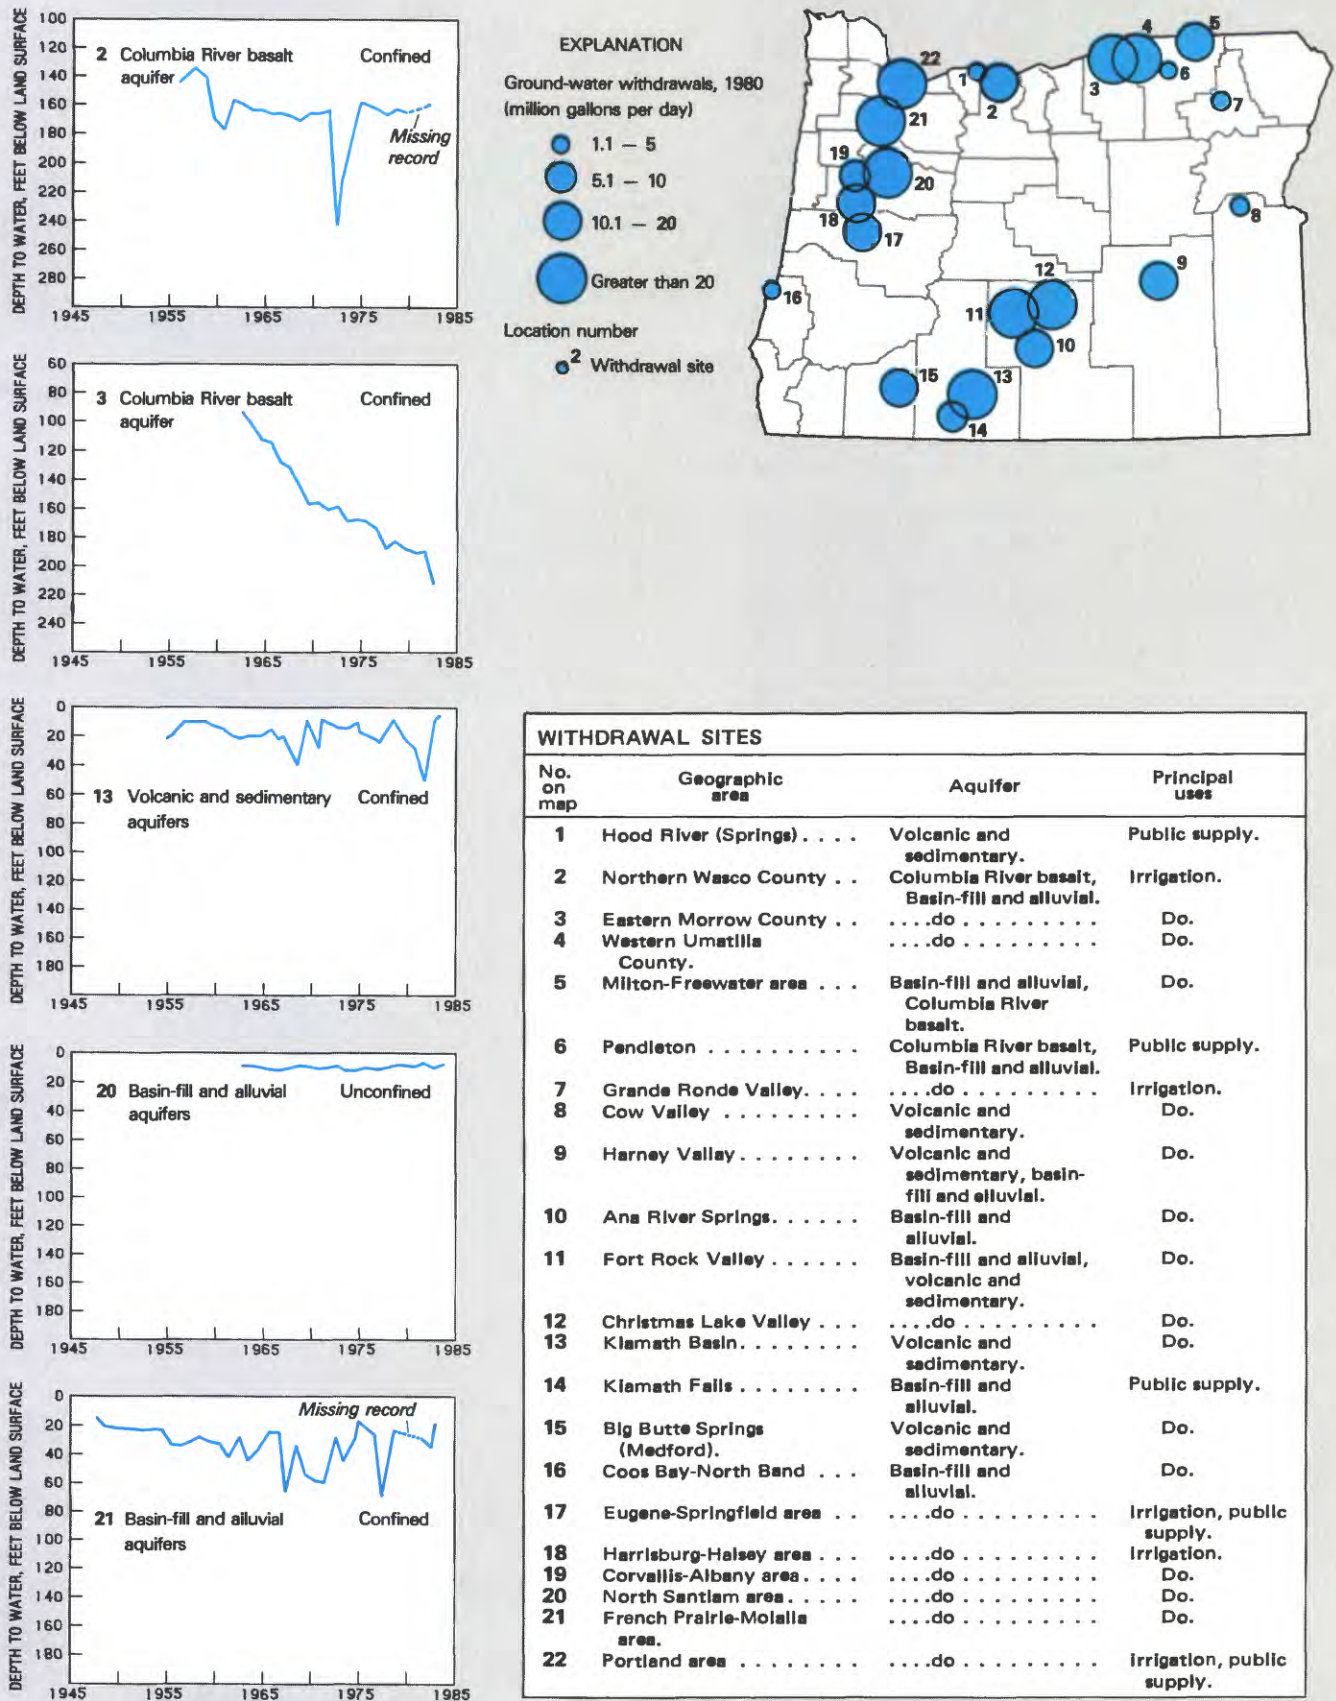 DEPTH TO WATER, FEET BELOW LAND SURFACE
100
120
140
160
180
200
220
240
260
280
2 Columbia River basalt aquifer
Confined
Missing record
1945 1955 1965 1975 1985
DEPTH TO WATER, FEET BELOW LAND SURFACE
60
80
100
120
140
160
180
200
220
240
3 Columbia River basalt aquifer
Confined
1945 1955 1965 1975 1985
DEPTH TO WATER, FEET BELOW LAND SURFACE
0
20
40
60
80
100
120
140
160
180
13 Volcanic and sedimentary aquifers
Confined
1945 1955 1965 1975 1985
DEPTH TO WATER, FEET BELOW LAND SURFACE
0
20
40
60
80
100
120
140
160
180
20 Basin-fill and alluvial aquifers
Unconfined
1945 1955 1965 1975 1985
DEPTH TO WATER, FEET BELOW LAND SURFACE
0
20
40
60
80
100
120
140
160
180
Missing record
21 Basin-fill and alluvial aquifers
Confined
1945 1955 1965 1975 1985
EXPLANATION
Ground-water withdrawals, 1980
(million gallons per day)
1.1 — 5
5.1 — 10
10.1 — 20
Greater than 20
Location number
2 Withdrawal site
4
5
22
1
2
3
6
7
21
19
20
18
17
8
16
12
9
11
10
15
13
14
WITHDRAWAL SITES
No. on map Geographic area Aquifer Principal uses
1 Hood River (Springs) . . . . Volcanic and sedimentary. Public supply.
2 Northern Wasco County . . Columbia River basalt, Basin-fill and alluvial. Irrigation.
3 Eastern Morrow County . . . . . .do . . . . . . . . . Do.
4 Western Umatilla County. . . . .do . . . . . . . . . Do.
5 Milton-Freewater area . . . Basin-fill and alluvial, Columbia River basalt. Do.
6 Pendleton . . . . . . . . . . Columbia River basalt, Basin-fill and alluvial. Public supply.
7 Grande Ronde Valley. . . . . . . .do . . . . . . . . . Irrigation.
8 Cow Valley . . . . . . . . . Volcanic and sedimentary. Do.
9 Harney Valley . . . . . . . . Volcanic and sedimentary, basin-fill and alluvial. Do.
10 Ana River Springs. . . . . . Basin-fill and alluvial. Do.
11 Fort Rock Valley . . . . . . Basin-fill and alluvial, volcanic and sedimentary. Do.
12 Christmas Lake Valley . . . . . . .do . . . . . . . . . Do.
13 Klamath Basin. . . . . . . . Volcanic and sedimentary. Do.
14 Klamath Falls . . . . . . . . Basin-fill and alluvial. Public supply.
15 Big Butte Springs (Medford). Volcanic and sedimentary. Do.
16 Coos Bay-North Band . . . Basin-fill and alluvial. Do.
17 Eugene-Springfield area . . . . . .do . . . . . . . . . Irrigation, public supply.
18 Harrisburg-Halsey area . . . . . . .do . . . . . . . . . Irrigation.
19 Corvallis-Albany area. . . . . . . .do . . . . . . . . . Do.
20 North Santiam area. . . . . . . . .do . . . . . . . . . Do.
21 French Prairie-Molalla area. . . . .do . . . . . . . . . Do.
22 Portland area . . . . . . . . . . . .do . . . . . . . . . Irrigation, public supply.